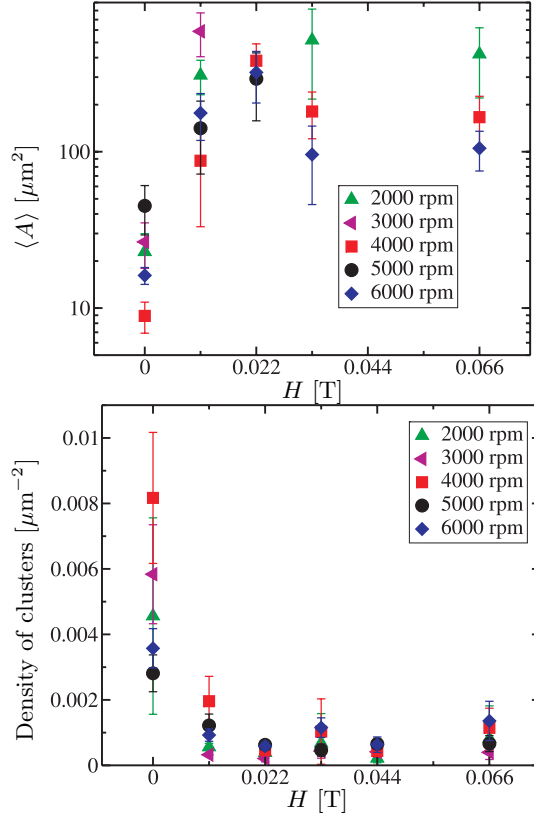 ⟨A⟩ [μm²]
100
10
2000 rpm
3000 rpm
4000 rpm
5000 rpm
6000 rpm
0
0.022
0.044
0.066
H [T]
Density of clusters [μm⁻²]
0.01
0.008
0.006
0.004
0.002
0
2000 rpm
3000 rpm
4000 rpm
5000 rpm
6000 rpm
0
0.022
0.044
0.066
H [T]